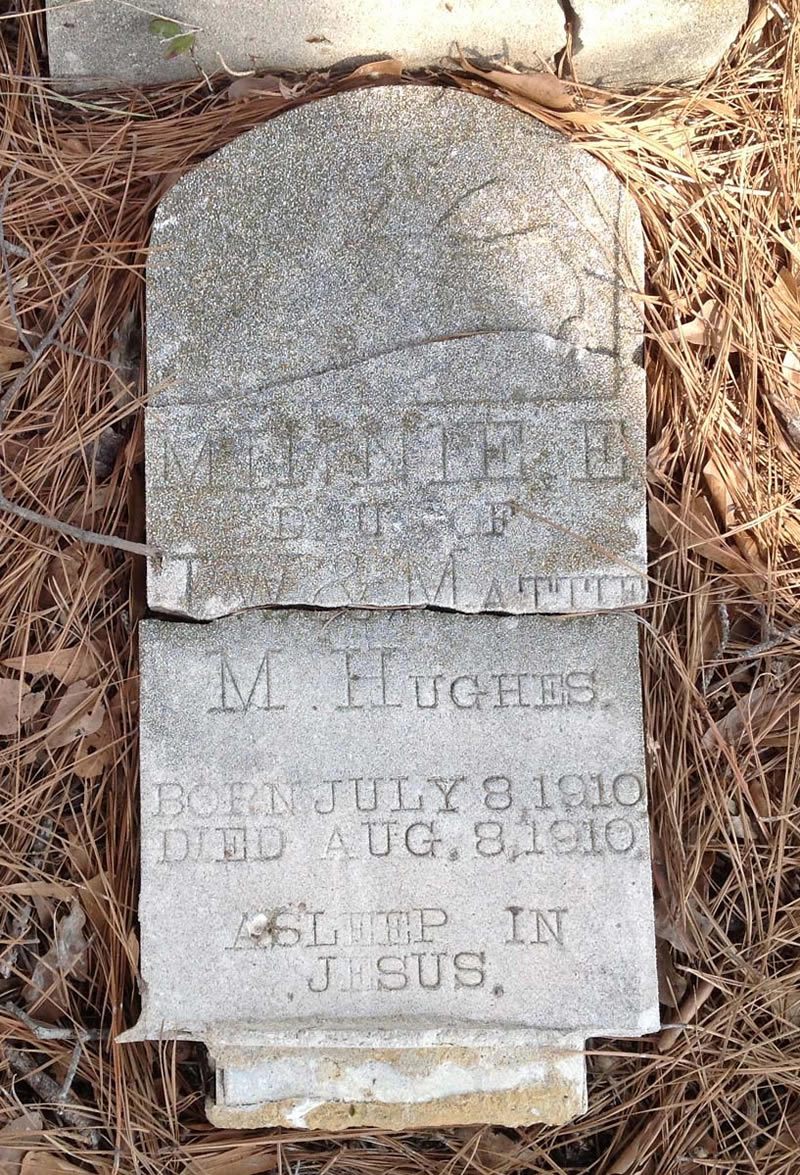 MINNIE. E
DAU. OF
J. W. & MATTIE
M. HUGHES.
BORN JULY 8, 1910
DIED AUG. 8, 1910.
ASLEEP IN
JESUS.